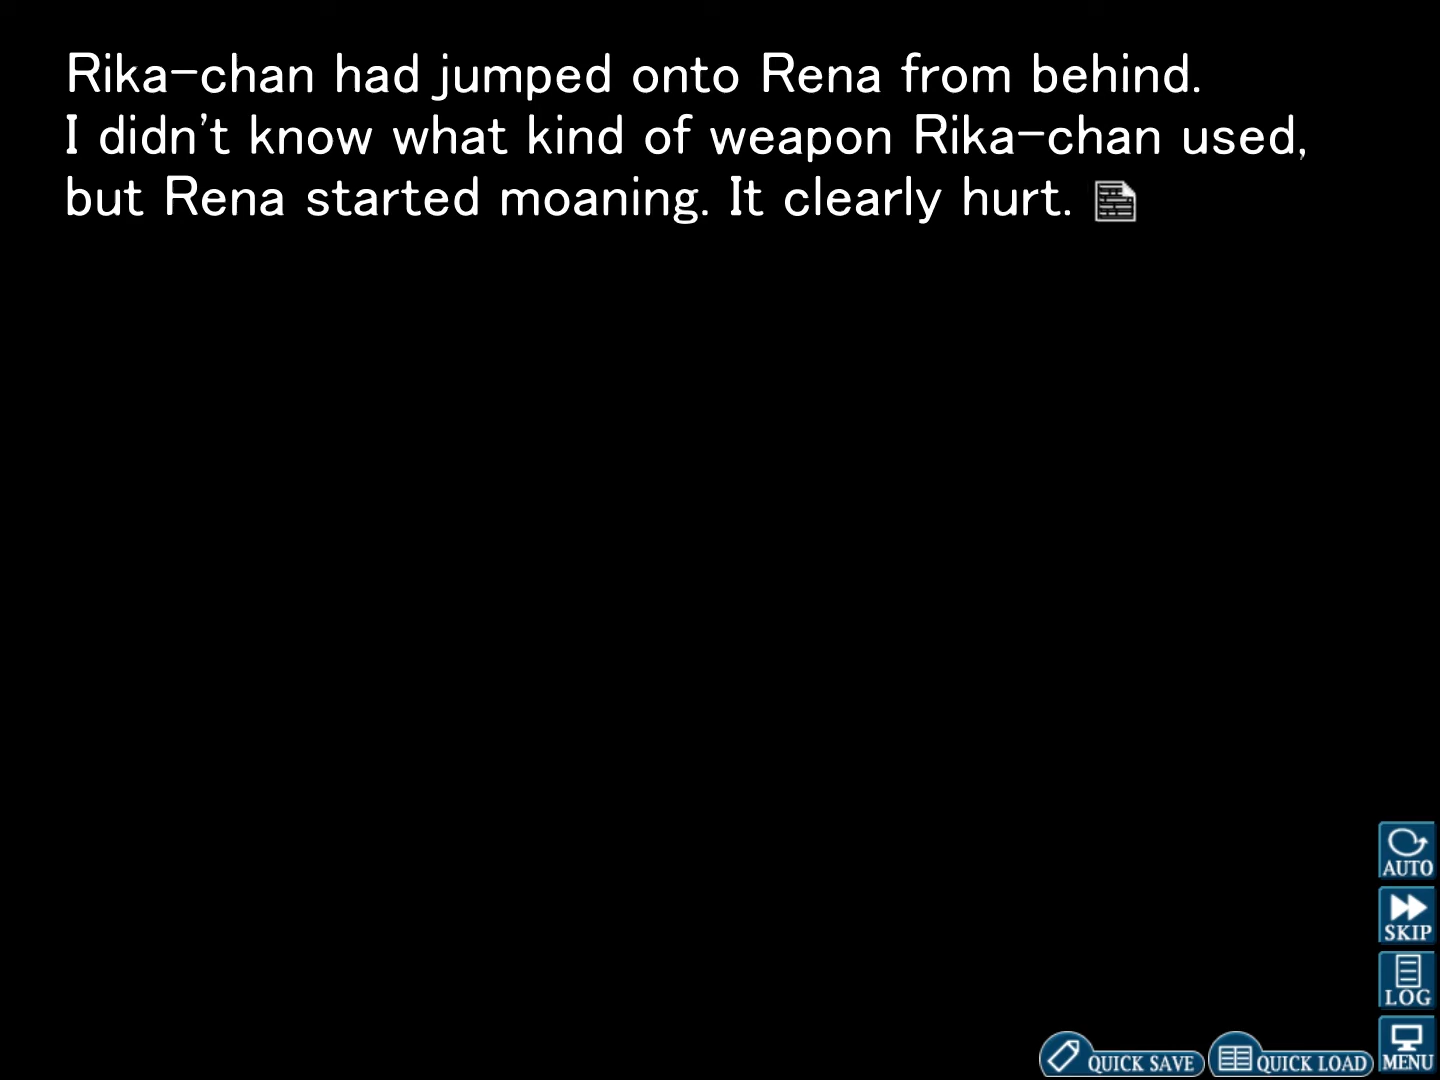 Rika-chan had jumped onto Rena from behind.
I didn't know what kind of weapon Rika-chan used,
but Rena started moaning. It clearly hurt.
AUTO
SKIP
LOG
MENU
QUICK SAVE
QUICK LOAD